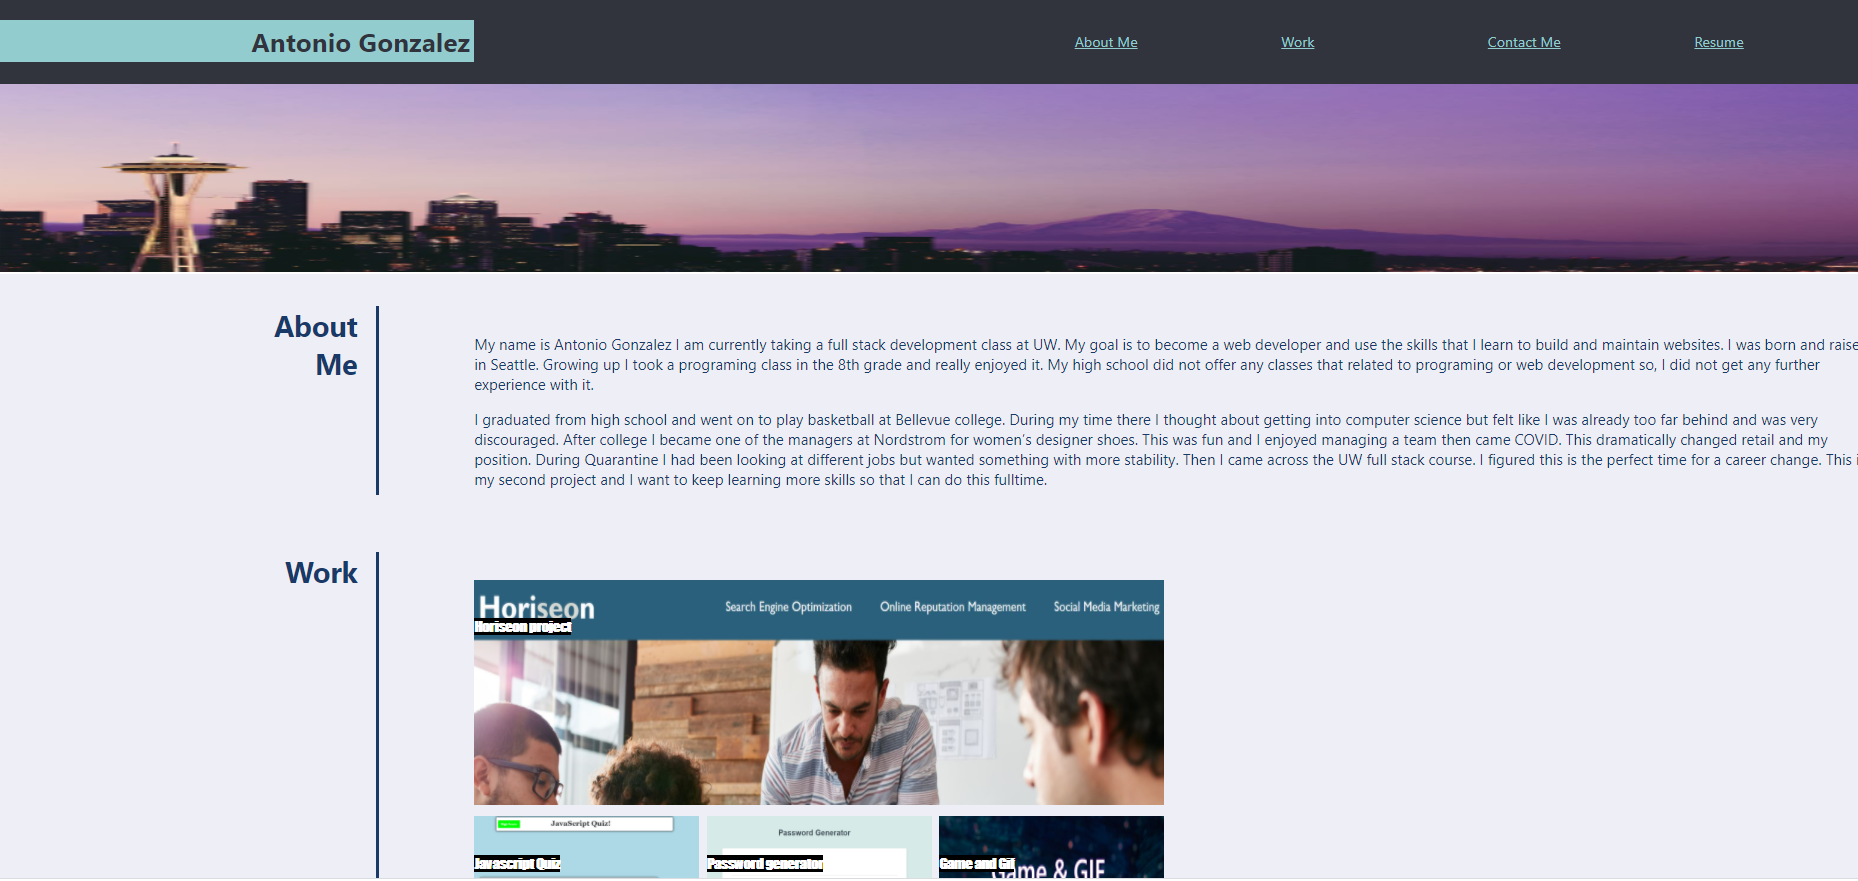 Antonio Gonzalez
About Me
Work
Contact Me
Resume
About
Me
My name is Antonio Gonzalez I am currently taking a full stack development class at UW. My goal is to become a web developer and use the skills that I learn to build and maintain websites. I was born and raise
in Seattle. Growing up I took a programing class in the 8th grade and really enjoyed it. My high school did not offer any classes that related to programing or web development so, I did not get any further
experience with it.
I graduated from high school and went on to play basketball at Bellevue college. During my time there I thought about getting into computer science but felt like I was already too far behind and was very
discouraged. After college I became one of the managers at Nordstrom for women’s designer shoes. This was fun and I enjoyed managing a team then came COVID. This dramatically changed retail and my
position. During Quarantine I had been looking at different jobs but wanted something with more stability. Then I came across the UW full stack course. I figured this is the perfect time for a career change. This i
my second project and I want to keep learning more skills so that I can do this fulltime.
Work
Horiseon
Search Engine Optimization
Online Reputation Management
Social Media Marketing
Horiseon project
JavaScript Quiz!
Javascript Quiz
Password Generator
Password generator
Game and Gif
Game & GIF